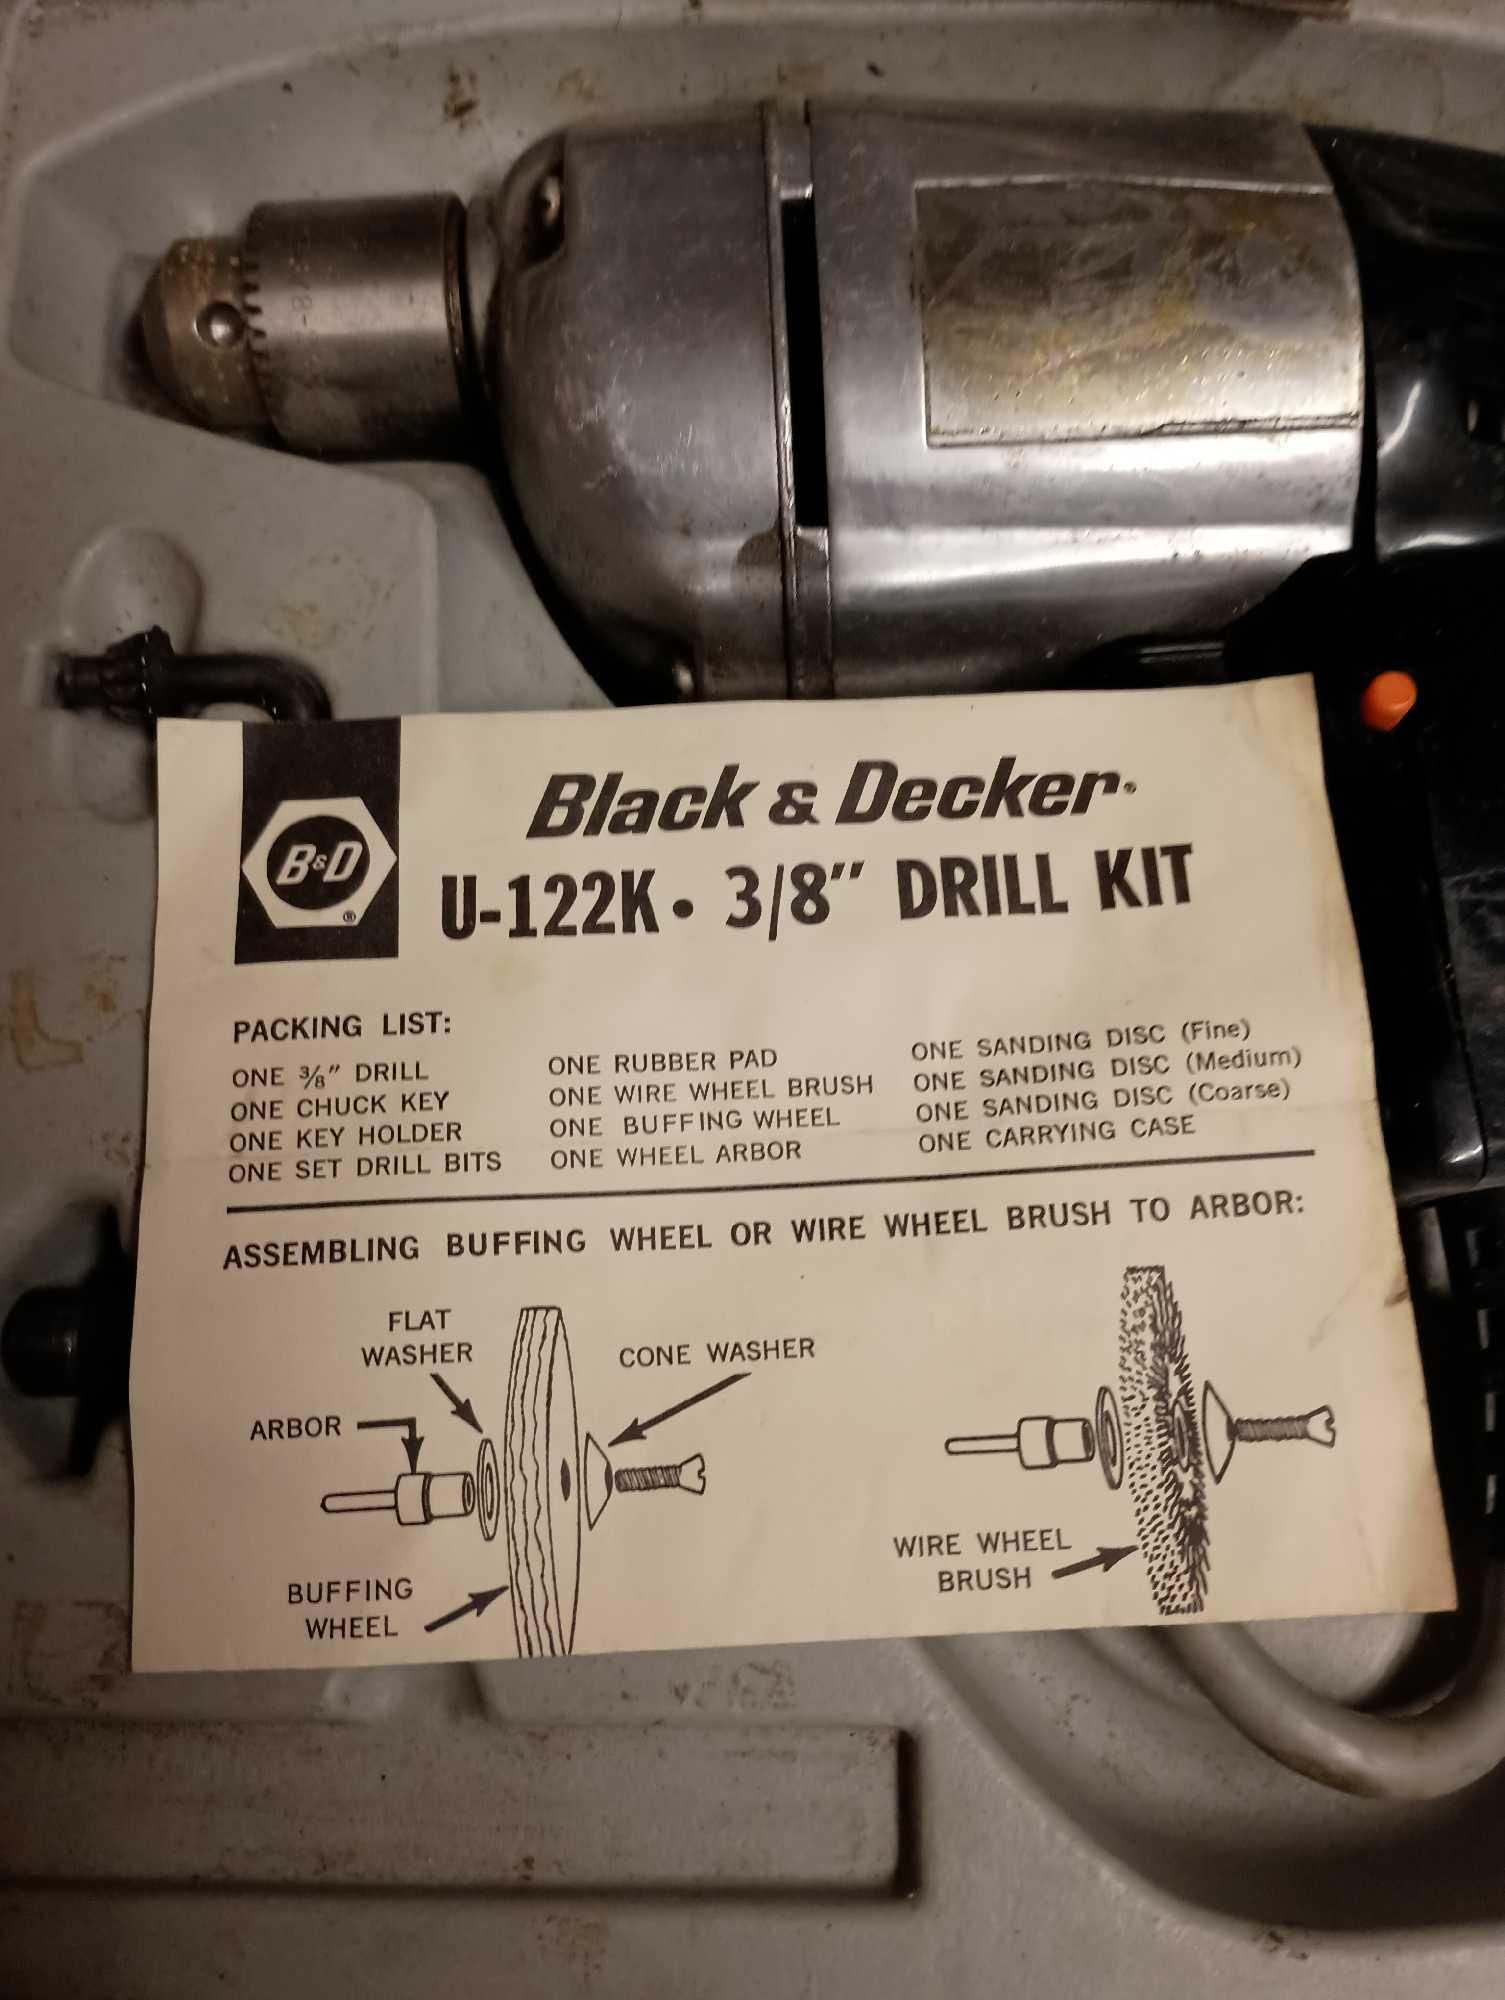 B&D
®
Black & Decker®
U-122K • 3/8" DRILL KIT
PACKING LIST:
ONE 3/8" DRILL
ONE CHUCK KEY
ONE KEY HOLDER
ONE SET DRILL BITS
ONE RUBBER PAD
ONE WIRE WHEEL BRUSH
ONE BUFFING WHEEL
ONE WHEEL ARBOR
ONE SANDING DISC (Fine)
ONE SANDING DISC (Medium)
ONE SANDING DISC (Coarse)
ONE CARRYING CASE
ASSEMBLING BUFFING WHEEL OR WIRE WHEEL BRUSH TO ARBOR:
FLAT
WASHER
CONE WASHER
ARBOR
BUFFING
WHEEL
WIRE WHEEL
BRUSH